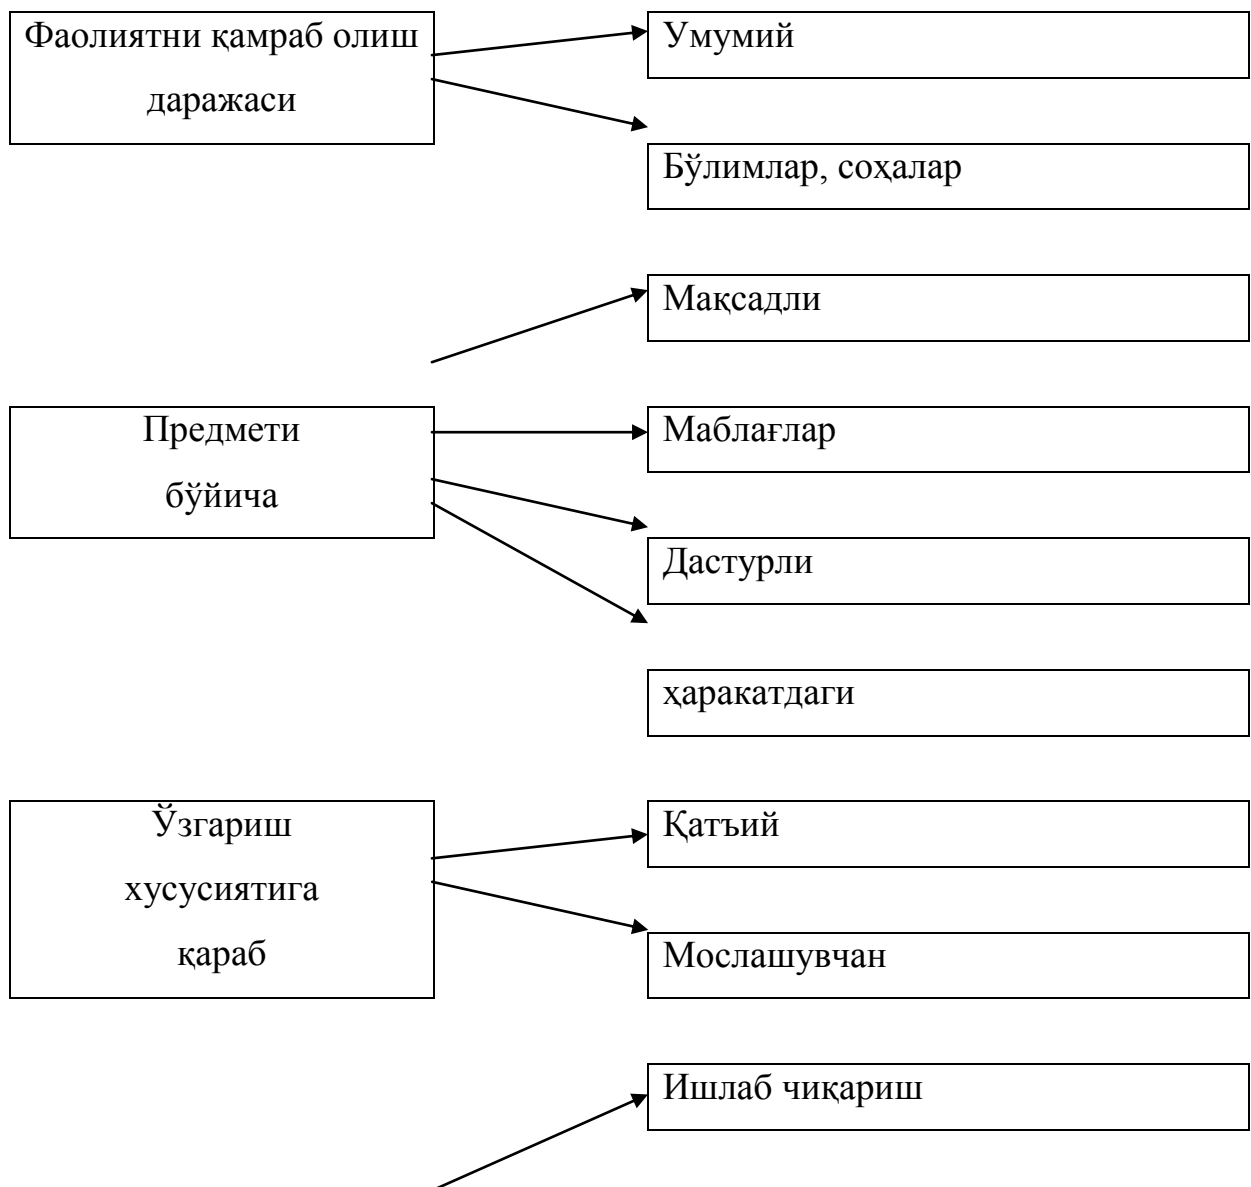 Фаолиятни қамраб олиш
даражаси
Умумий
Бўлимлар, соҳалар
Мақсадли
Предмети
бўйича
Маблағлар
Дастурли
ҳаракатдаги
Ўзгариш
хусусиятига
қараб
Қатъий
Мослашувчан
Ишлаб чиқариш